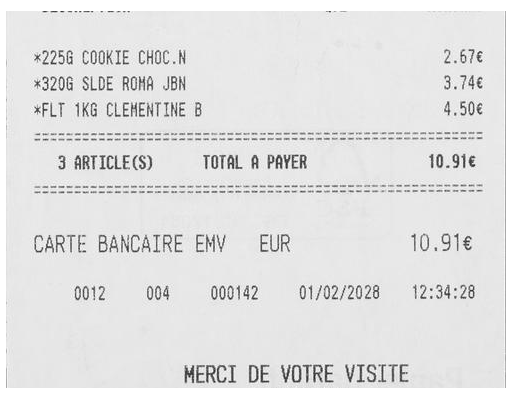 *225G COOKIE CHOC.N 2.67€
*320G SLDE ROMA JBN 3.74€
*FLT 1KG CLEMENTINE B 4.50€
3 ARTICLE(S) TOTAL A PAYER 10.91€
CARTE BANCAIRE EMV EUR 10.91€
0012 004 000142 01/02/2028 12:34:28
MERCI DE VOTRE VISITE